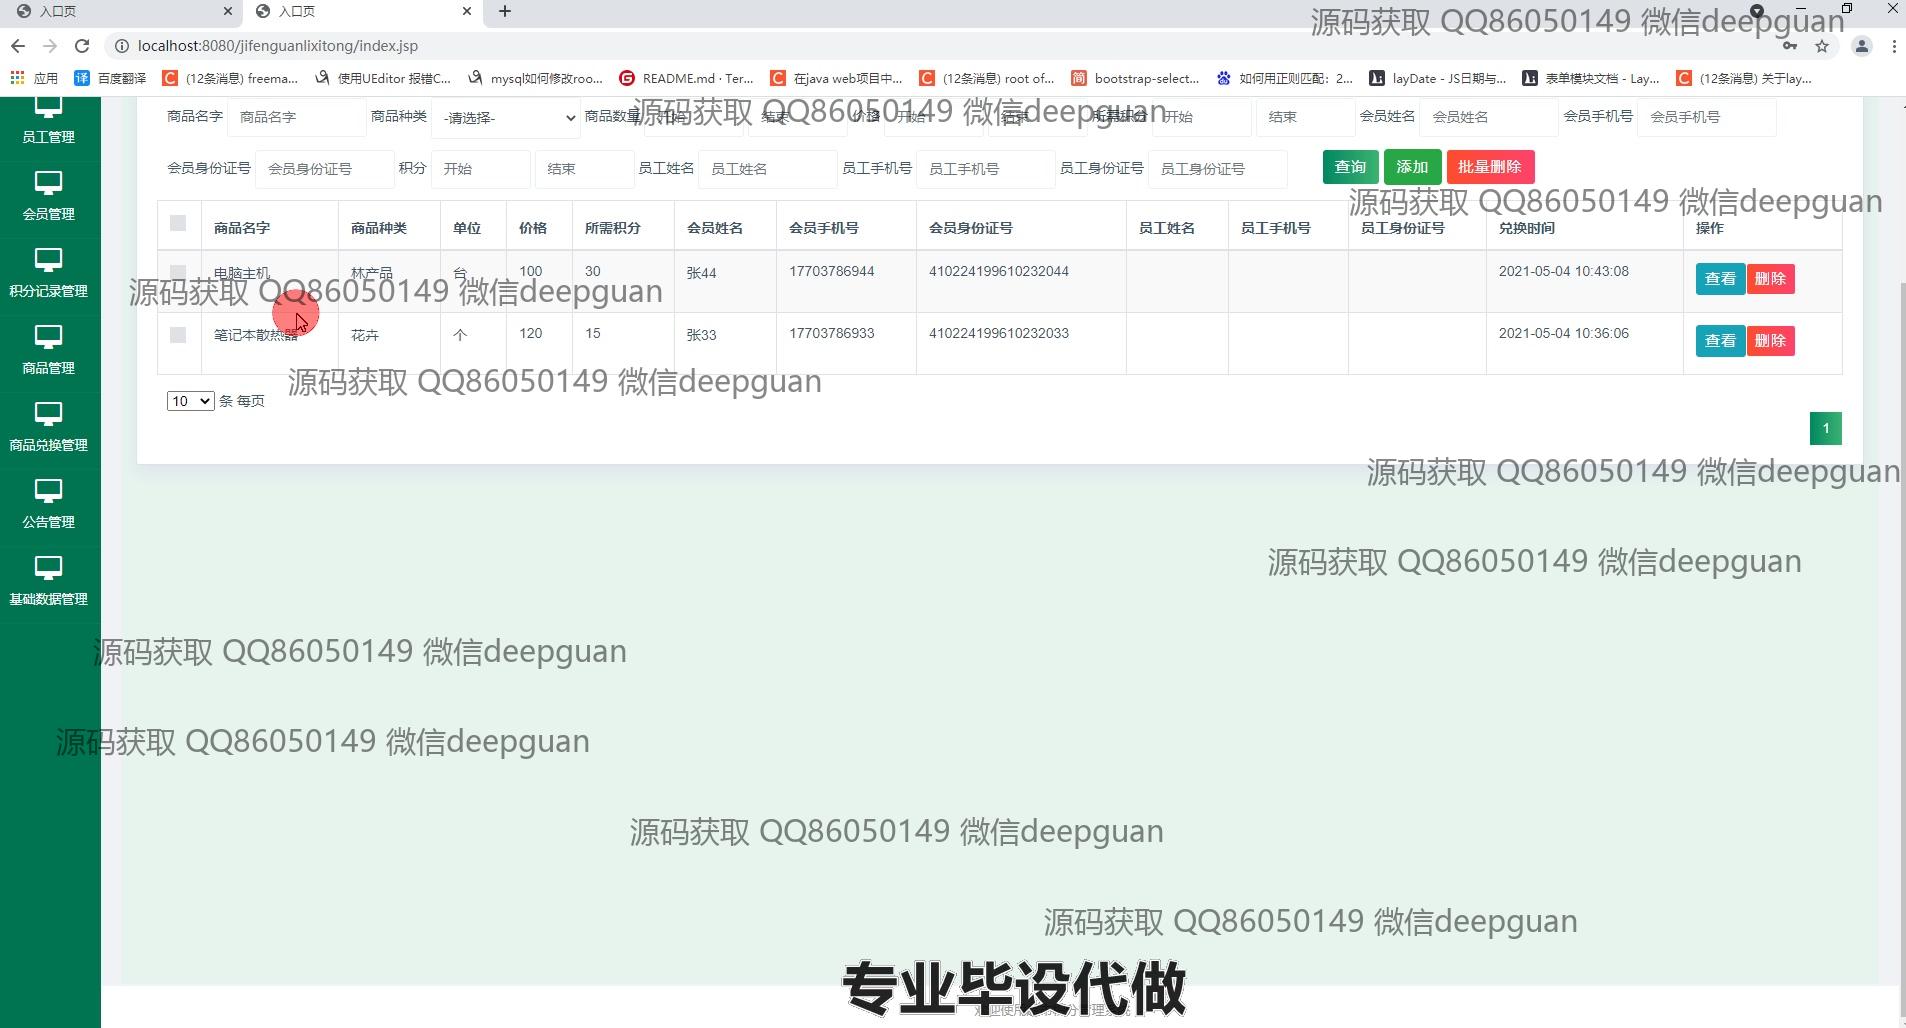 入口页
入口页
源码获取 QQ86050149 微信deepguan
localhost:8080/jifenguanlixitong/index.jsp
应用 百度翻译 (12条消息) freema... 使用UEditor 报错C... mysql如何修改roo... README.md · Ter... 在java web项目中... (12条消息) root of... bootstrap-select... 如何用正则匹配：2... layDate - JS日期与... 表单模块文档 - Lay... (12条消息) 关于lay...
商品名字 商品名字 商品种类 -请选择- 商品数量 开始 结束 价格 开始 结束 所需积分 开始 结束 会员姓名 会员姓名 会员手机号 会员手机号
源码获取 QQ86050149 微信deepguan
会员身份证号 会员身份证号 积分 开始 结束 员工姓名 员工姓名 员工手机号 员工手机号 员工身份证号 员工身份证号 查询 添加 批量删除
源码获取 QQ86050149 微信deepguan
商品名字 商品种类 单位 价格 所需积分 会员姓名 会员手机号 会员身份证号 员工姓名 员工手机号 员工身份证号 兑换时间 操作
电脑主机 林产品 台 100 30 张44 17703786944 410224199610232044 2021-05-04 10:43:08 查看 删除
源码获取 QQ86050149 微信deepguan
笔记本散热器 花卉 个 120 15 张33 17703786933 410224199610232033 2021-05-04 10:36:06 查看 删除
源码获取 QQ86050149 微信deepguan
10 条 每页
1
员工管理
会员管理
积分记录管理
商品管理
商品兑换管理
公告管理
基础数据管理
源码获取 QQ86050149 微信deepguan
源码获取 QQ86050149 微信deepguan
源码获取 QQ86050149 微信deepguan
源码获取 QQ86050149 微信deepguan
源码获取 QQ86050149 微信deepguan
源码获取 QQ86050149 微信deepguan
专业毕设代做